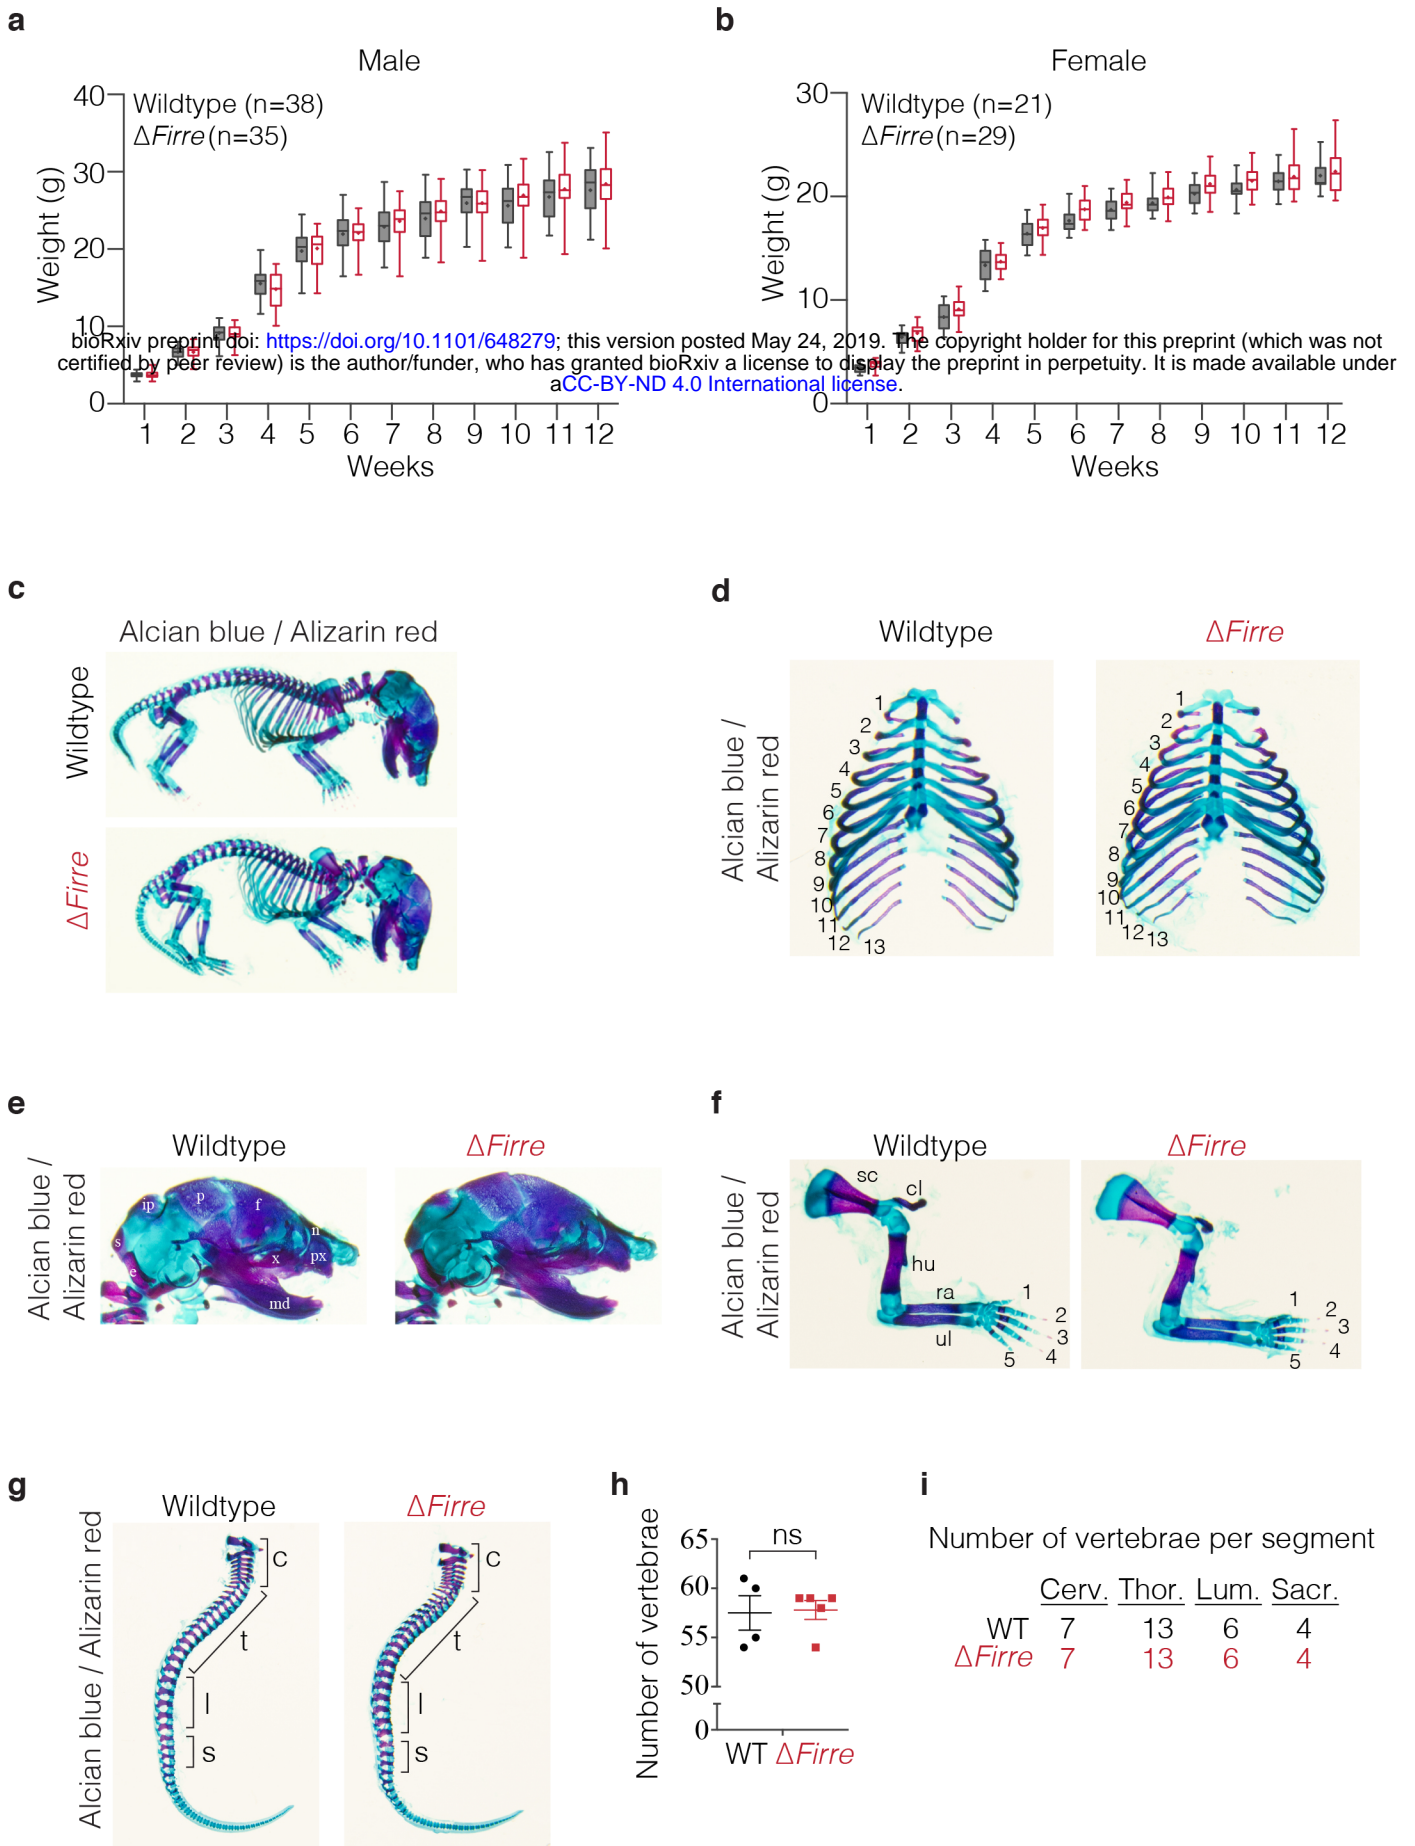 a
Male
Wildtype (n=38)
ΔFirre (n=35)
Weight (g)
40
30
20
10
0
1 2 3 4 5 6 7 8 9 10 11 12
Weeks
b
Female
Wildtype (n=21)
ΔFirre (n=29)
Weight (g)
30
20
10
0
1 2 3 4 5 6 7 8 9 10 11 12
Weeks
bioRxiv preprint doi: https://doi.org/10.1101/648279; this version posted May 24, 2019. The copyright holder for this preprint (which was not
certified by peer review) is the author/funder, who has granted bioRxiv a license to display the preprint in perpetuity. It is made available under
aCC-BY-ND 4.0 International license.
c
Alcian blue / Alizarin red
Wildtype
ΔFirre
d
Wildtype
ΔFirre
Alcian blue /
Alizarin red
1
2
3
4
5
6
7
8
9
10
11
12
13
1
2
3
4
5
6
7
8
9
10
11
12
13
e
Wildtype
ΔFirre
Alcian blue /
Alizarin red
ip
p
f
s
n
e
x
px
md
f
Wildtype
ΔFirre
Alcian blue /
Alizarin red
sc
cl
hu
ra
ul
1
2
3
4
5
1
2
3
4
5
g
Wildtype
ΔFirre
Alcian blue / Alizarin red
c
t
l
s
c
t
l
s
h
Number of vertebrae
65
60
55
50
0
ns
WT ΔFirre
i
Number of vertebrae per segment
Cerv. Thor. Lum. Sacr.
WT 7 13 6 4
ΔFirre 7 13 6 4